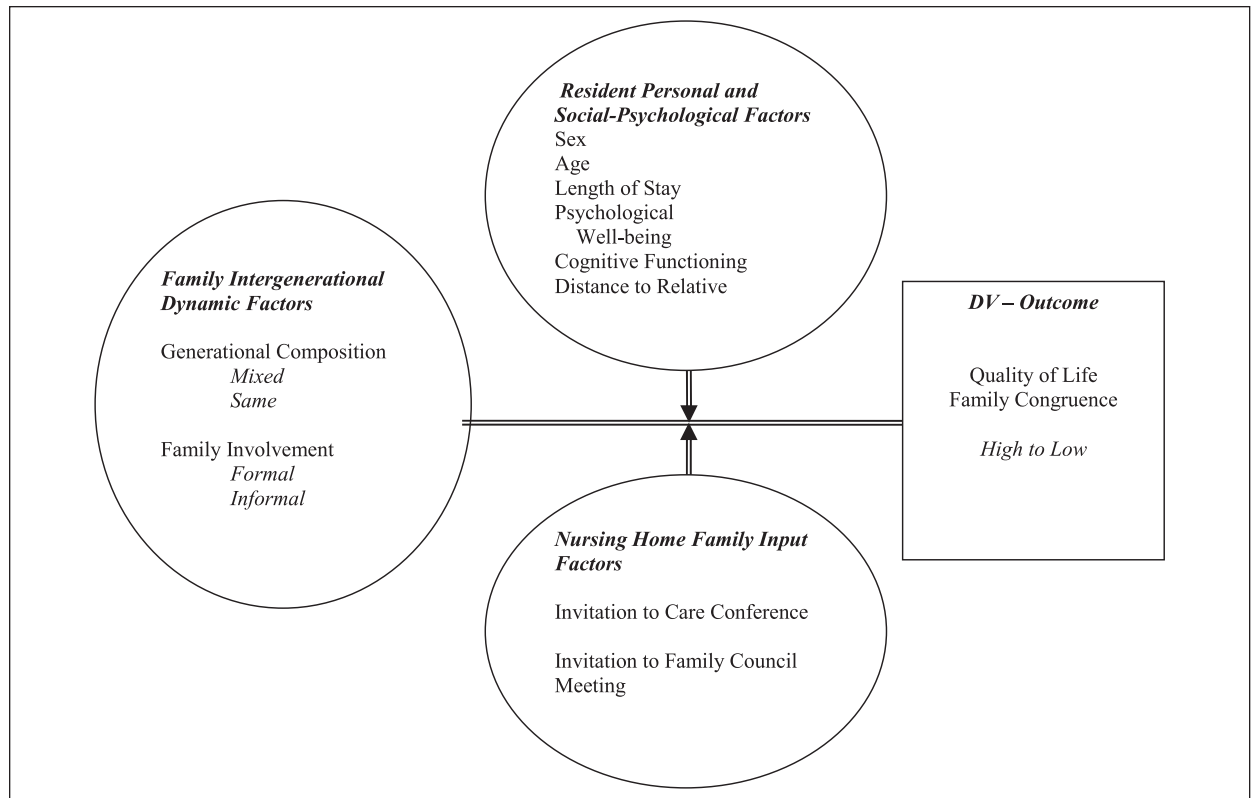 Resident Personal and
Social-Psychological Factors
Sex
Age
Length of Stay
Psychological
Well-being
Cognitive Functioning
Distance to Relative
Family Intergenerational
Dynamic Factors
Generational Composition
Mixed
Same
Family Involvement
Formal
Informal
DV – Outcome
Quality of Life
Family Congruence
High to Low
Nursing Home Family Input
Factors
Invitation to Care Conference
Invitation to Family Council
Meeting